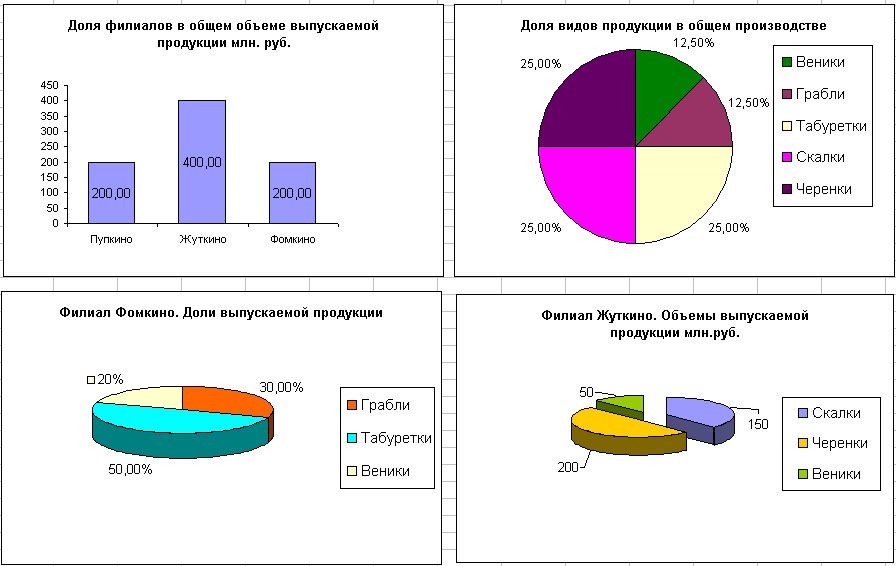 Доля филиалов в общем объеме выпускаемой
продукции млн. руб.
450
400
350
300
250
200
150
100
50
0
200,00
400,00
200,00
Пупкино
Жуткино
Фомкино
Доля видов продукции в общем производстве
12,50%
12,50%
25,00%
25,00%
25,00%
Веники
Грабли
Табуретки
Скалки
Черенки
Филиал Фомкино. Доли выпускаемой продукции
20%
30,00%
50,00%
Грабли
Табуретки
Веники
Филиал Жуткино. Объемы выпускаемой
продукции млн.руб.
50
150
200
Скалки
Черенки
Веники